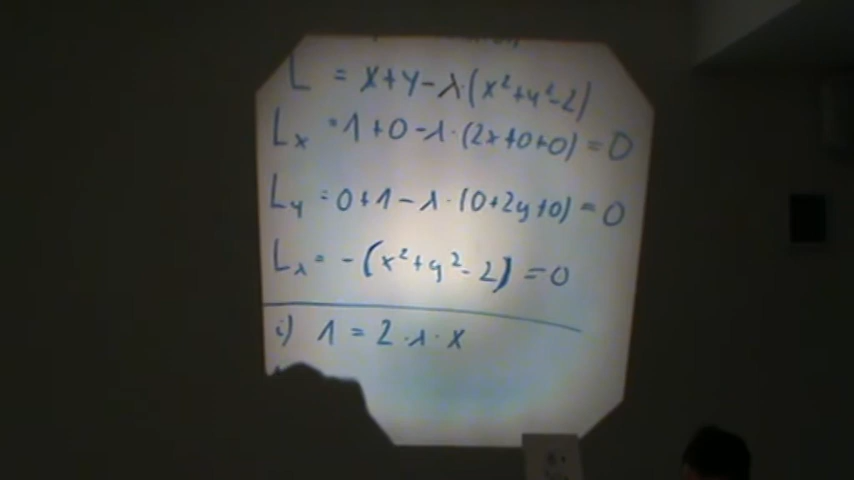 L = x+y-λ(x²+y²-2)
Lx = 1+0-λ·(2x+0+0) = 0
Ly = 0+1-λ·(0+2y+0) = 0
Lλ = -(x²+y²-2) = 0
i) 1 = 2·λ·x